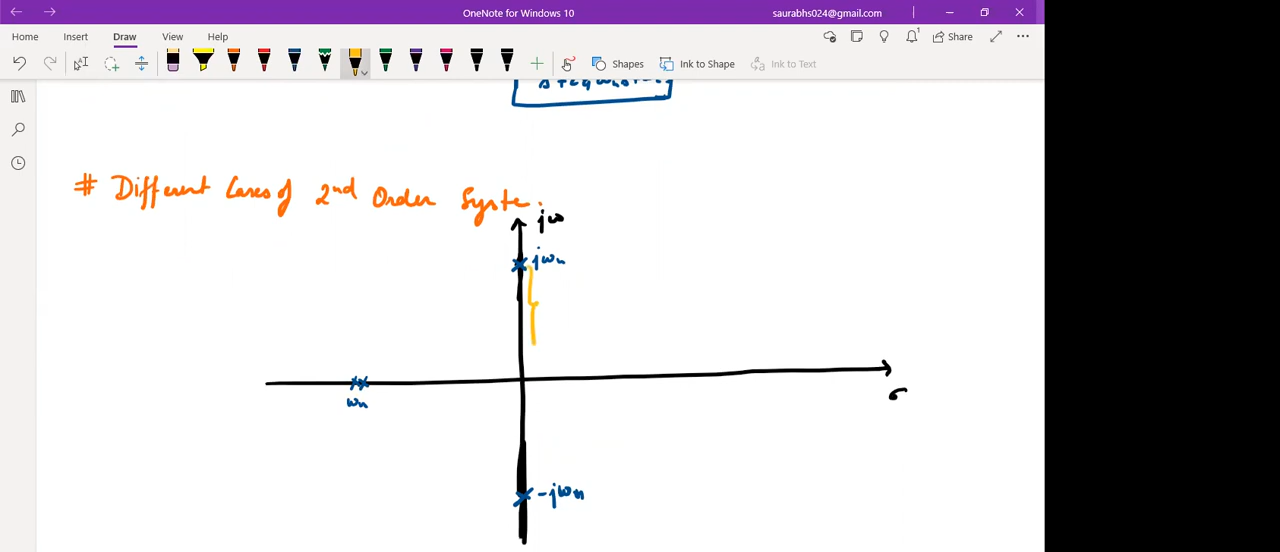 OneNote for Windows 10
saurabhs024@gmail.com
Home Insert Draw View Help
Share
Shapes Ink to Shape Ink to Text
# Different Cases of 2nd Order Syste.
jω
jωn
ωn
σ
-jωn